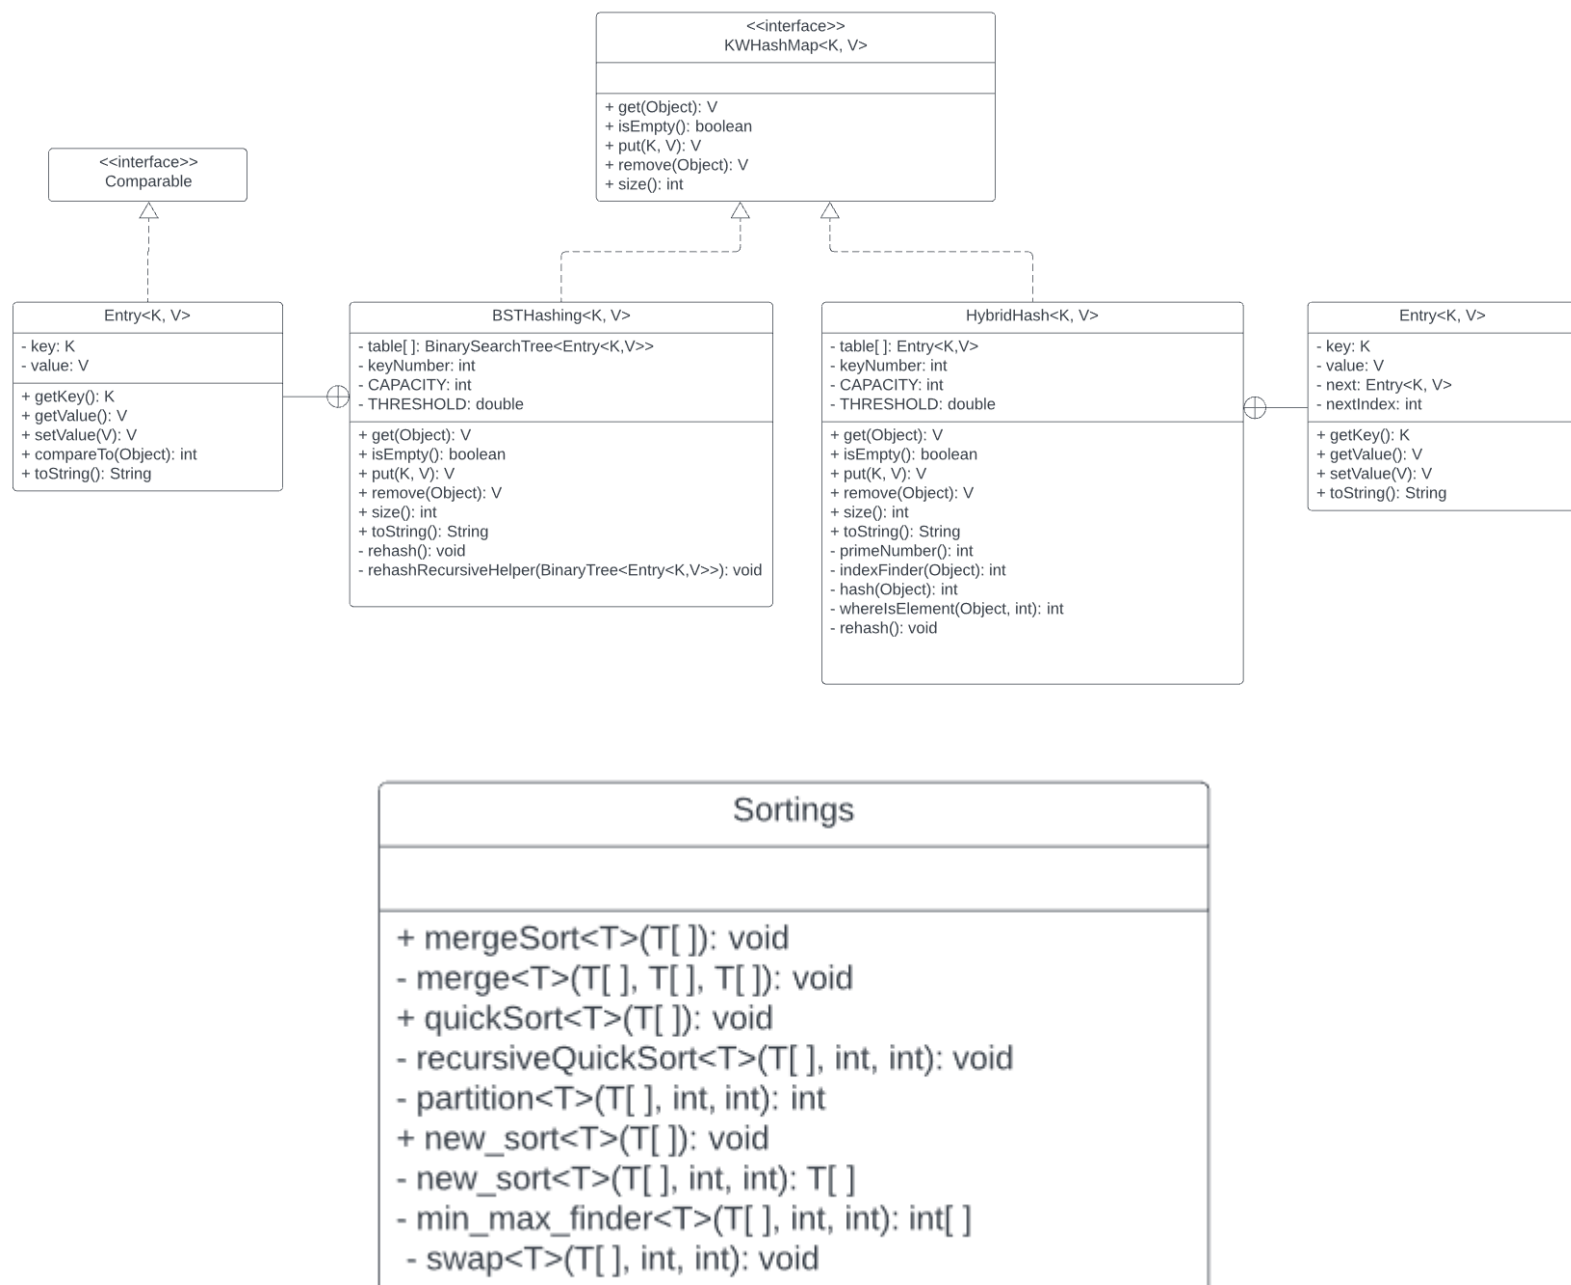 <<interface>>
KWHashMap<K, V>
+ get(Object): V
+ isEmpty(): boolean
+ put(K, V): V
+ remove(Object): V
+ size(): int
<<interface>>
Comparable
Entry<K, V>
- key: K
- value: V
+ getKey(): K
+ getValue(): V
+ setValue(V): V
+ compareTo(Object): int
+ toString(): String
BSTHashing<K, V>
- table[ ]: BinarySearchTree<Entry<K,V>>
- keyNumber: int
- CAPACITY: int
- THRESHOLD: double
+ get(Object): V
+ isEmpty(): boolean
+ put(K, V): V
+ remove(Object): V
+ size(): int
+ toString(): String
- rehash(): void
- rehashRecursiveHelper(BinaryTree<Entry<K,V>>): void
HybridHash<K, V>
- table[ ]: Entry<K,V>
- keyNumber: int
- CAPACITY: int
- THRESHOLD: double
+ get(Object): V
+ isEmpty(): boolean
+ put(K, V): V
+ remove(Object): V
+ size(): int
+ toString(): String
- primeNumber(): int
- indexFinder(Object): int
- hash(Object): int
- whereIsElement(Object, int): int
- rehash(): void
Entry<K, V>
- key: K
- value: V
- next: Entry<K, V>
- nextIndex: int
+ getKey(): K
+ getValue(): V
+ setValue(V): V
+ toString(): String
Sortings
+ mergeSort<T>(T[ ]): void
- merge<T>(T[ ], T[ ], T[ ]): void
+ quickSort<T>(T[ ]): void
- recursiveQuickSort<T>(T[ ], int, int): void
- partition<T>(T[ ], int, int): int
+ new_sort<T>(T[ ]): void
- new_sort<T>(T[ ], int, int): T[ ]
- min_max_finder<T>(T[ ], int, int): int[ ]
- swap<T>(T[ ], int, int): void